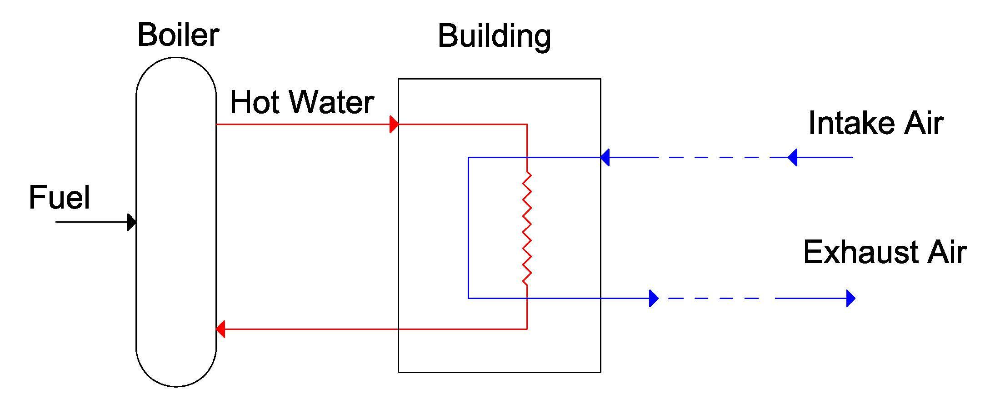 Boiler
Building
Hot Water
Intake Air
Fuel
Exhaust Air